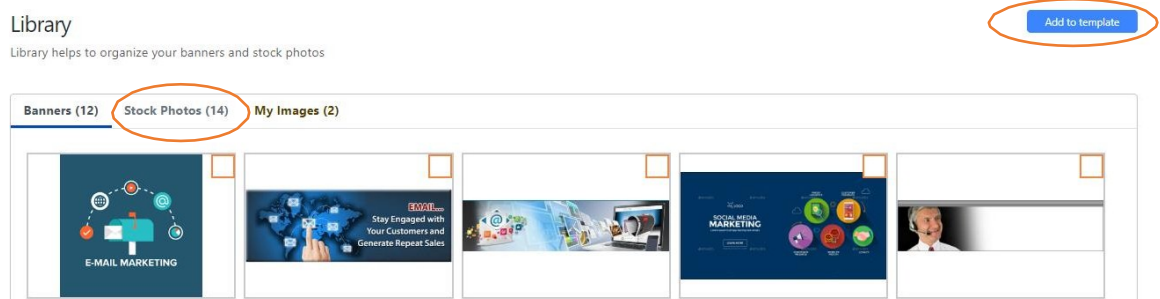 Library
Add to template
Library helps to organize your banners and stock photos
Banners (12) Stock Photos (14) My Images (2)
E-MAIL MARKETING
EMAIL...
Stay Engaged with
Your Customers and
Generate Repeat Sales
SOCIAL MEDIA
MARKETING